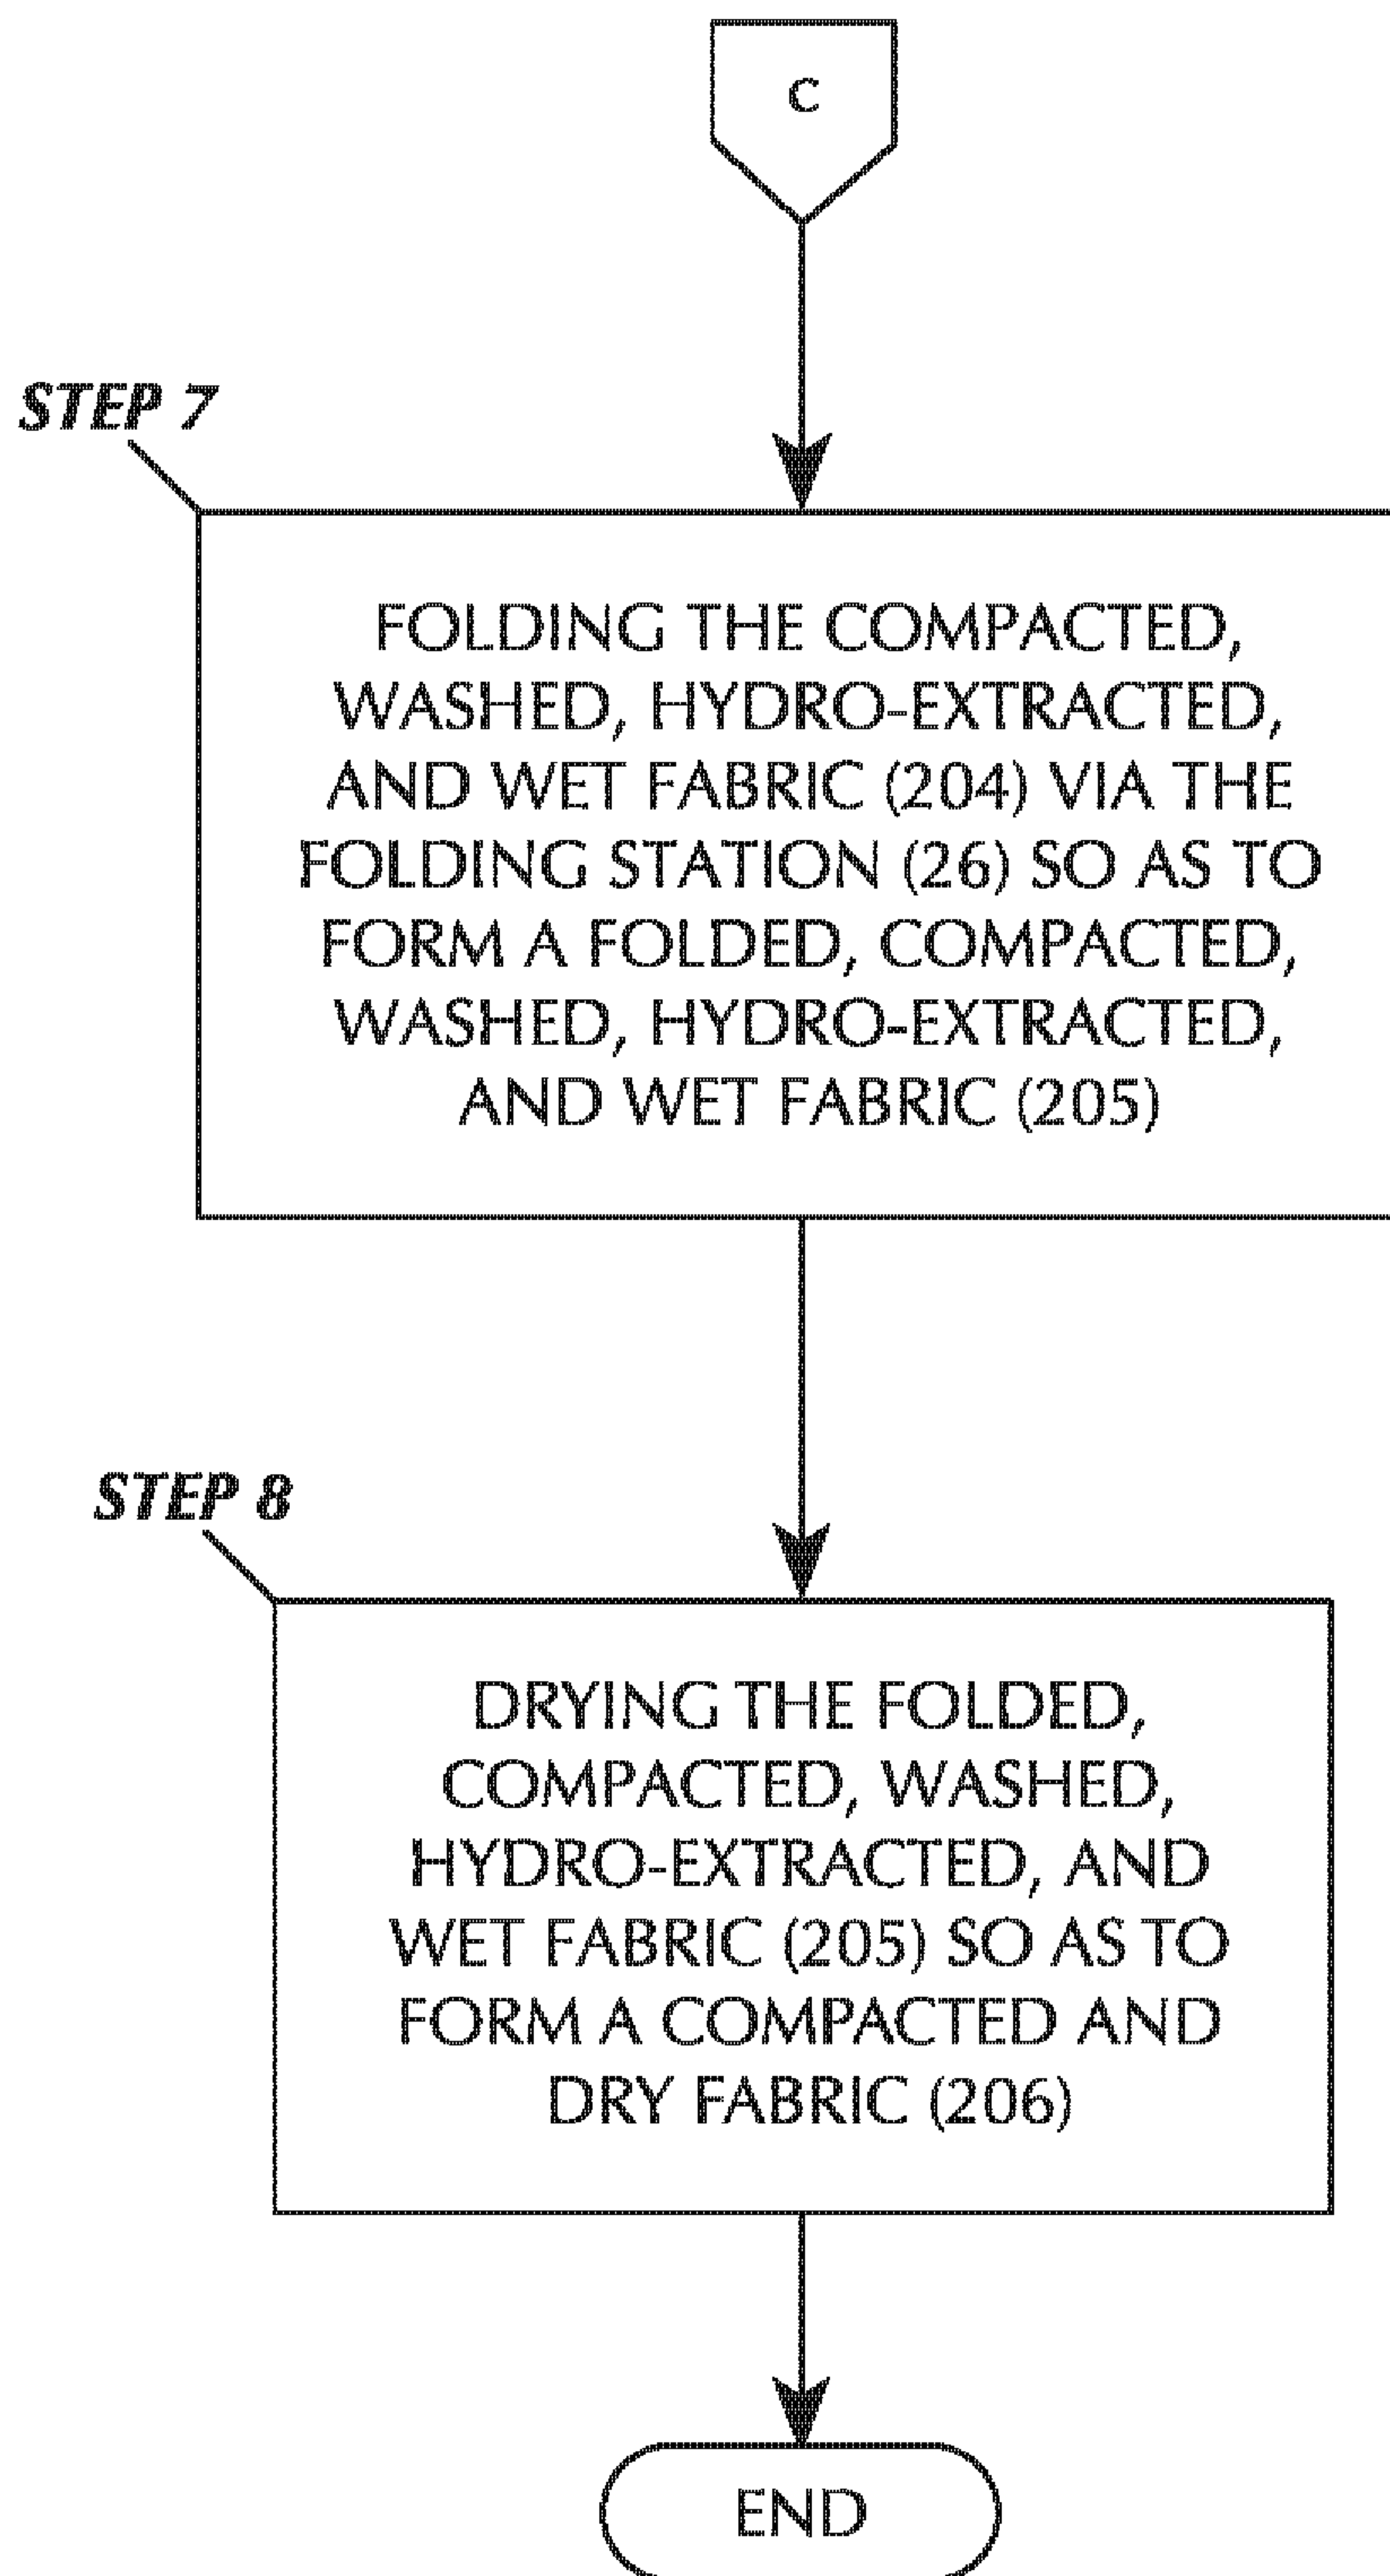 C
STEP 7
FOLDING THE COMPACTED,
WASHED, HYDRO-EXTRACTED,
AND WET FABRIC (204) VIA THE
FOLDING STATION (26) SO AS TO
FORM A FOLDED, COMPACTED,
WASHED, HYDRO-EXTRACTED,
AND WET FABRIC (205)
STEP 8
DRYING THE FOLDED,
COMPACTED, WASHED,
HYDRO-EXTRACTED, AND
WET FABRIC (205) SO AS TO
FORM A COMPACTED AND
DRY FABRIC (206)
END